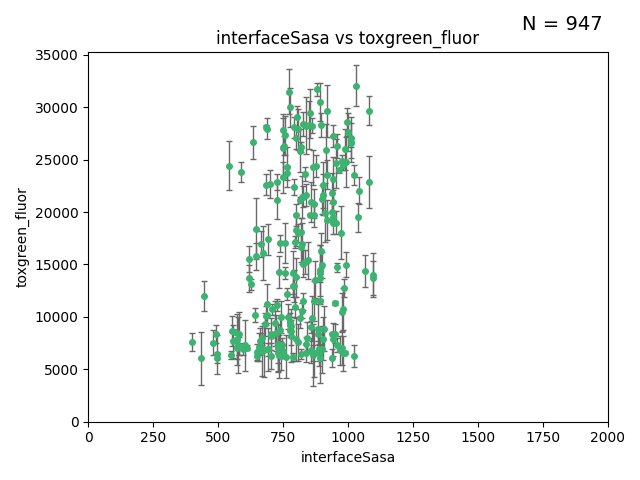 N = 947
interfaceSasa vs toxgreen_fluor
35000
30000
25000
20000
15000
10000
5000
0
toxgreen_fluor
0 250 500 750 1000 1250 1500 1750 2000
interfaceSasa